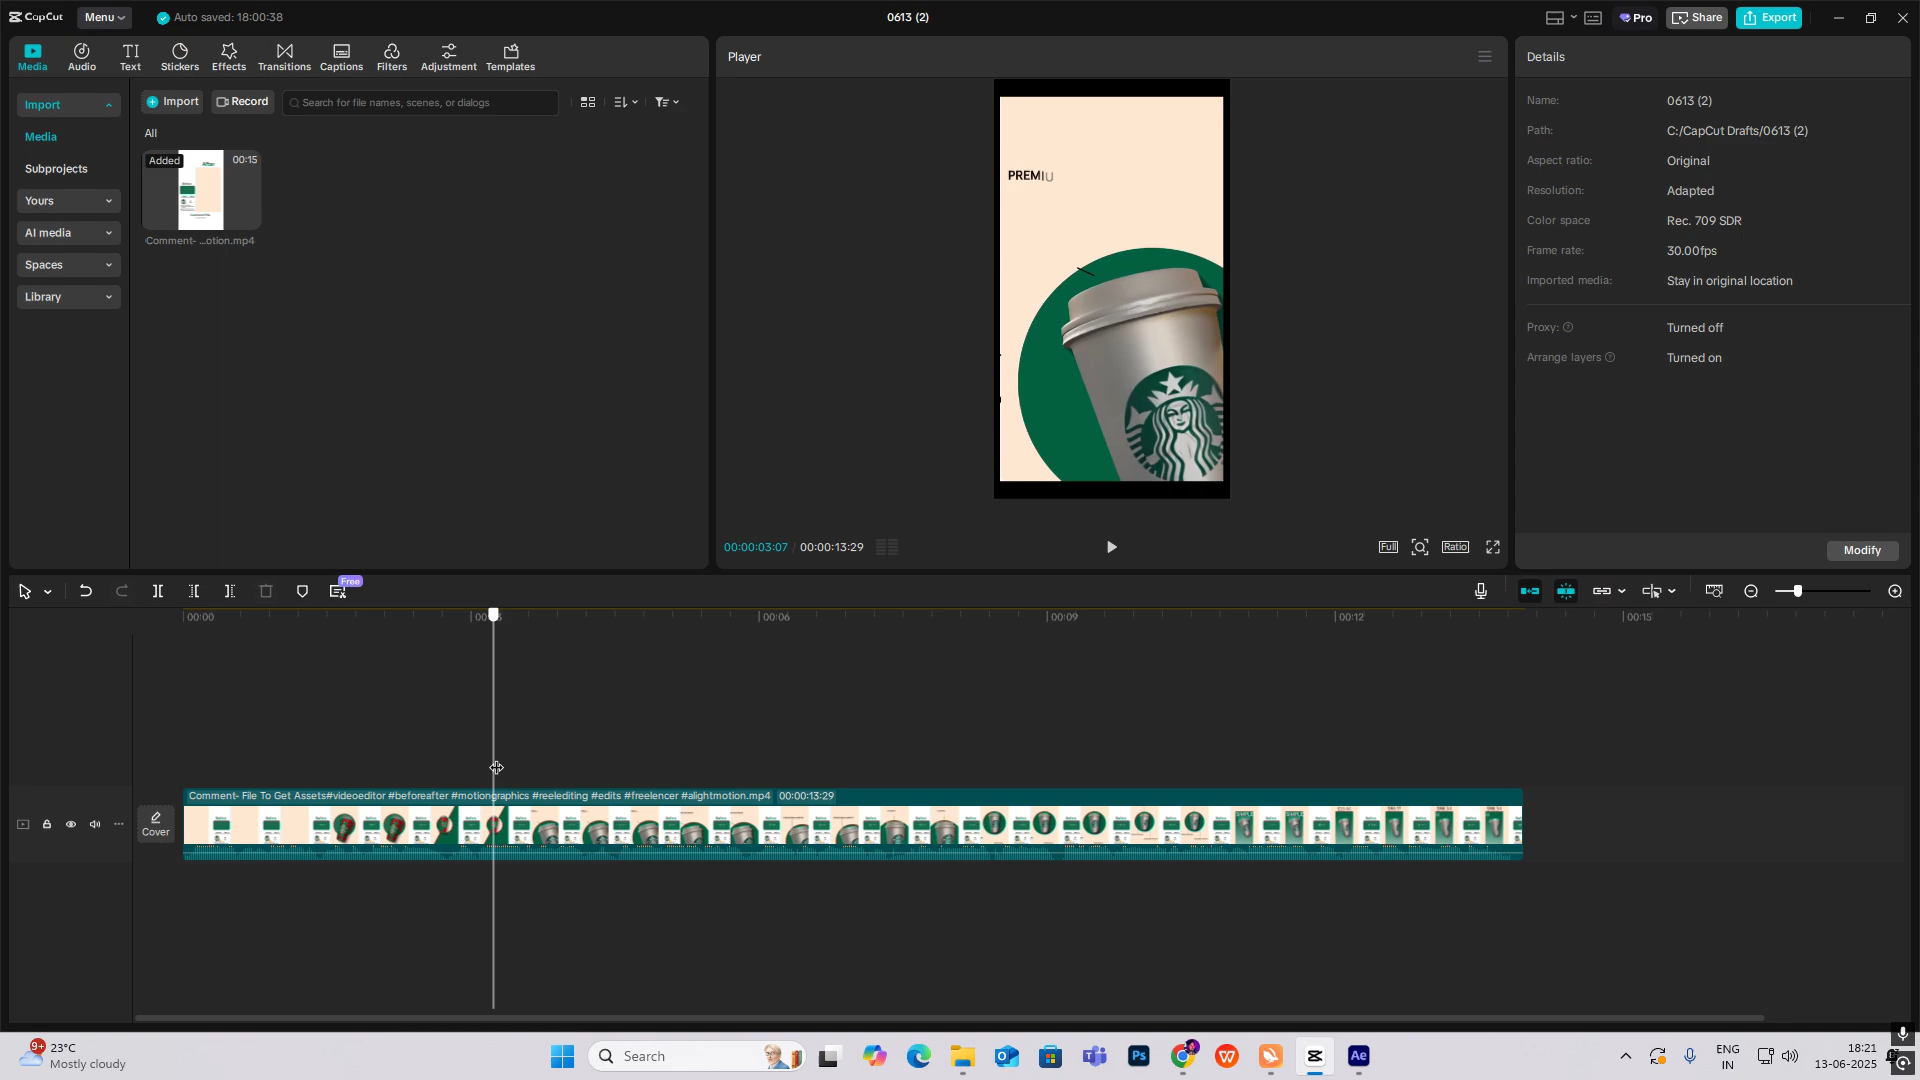 CapCut
Menu
Auto saved: 18:00:38
0613 (2)
Pro
Share
Export
Media
Audio
Text
Stickers
Effects
Transitions
Captions
Filters
Adjustment
Templates
Import
Media
Subprojects
Yours
AI media
Spaces
Library
Import
Record
Search for file names, scenes, or dialogs
All
Added
00:15
Comment- ...otion.mp4
Player
PREMIU
00:00:03:07 / 00:00:13:29
Full
Ratio
Details
Name: 0613 (2)
Path: C:/CapCut Drafts/0613 (2)
Aspect ratio: Original
Resolution: Adapted
Color space Rec. 709 SDR
Frame rate: 30.00fps
Imported media: Stay in original location
Proxy: Turned off
Arrange layers Turned on
Modify
Free
00:00
00:06
00:09
00:12
00:15
Cover
Comment- File To Get Assets#videoeditor #beforeafter #motiongraphics #reelediting #edits #freelencer #alightmotion.mp4 00:00:13:29
9+
23°C
Mostly cloudy
Search
Ps
Ae
ENG
IN
18:21
13-06-2025